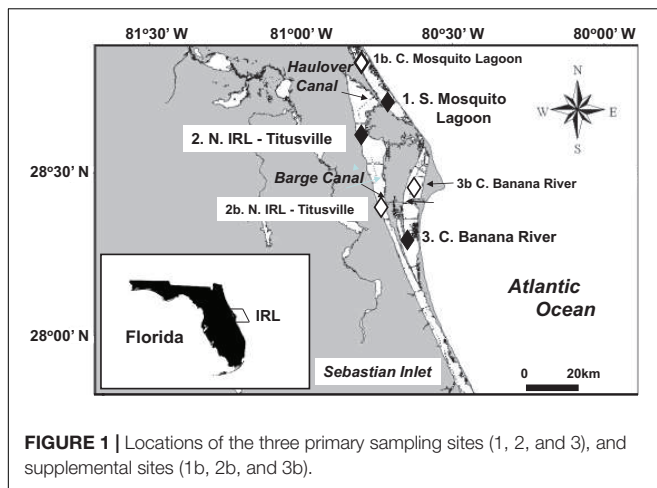 81°30' W
81°00' W
80°30' W
80°00' W
1b. C. Mosquito Lagoon
Haulover
Canal
1. S. Mosquito
Lagoon
N
W
E
S
2. N. IRL - Titusville
28°30' N
Barge Canal
3b C. Banana River
2b. N. IRL - Titusville
3. C. Banana River
Atlantic
Ocean
IRL
Florida
28°00' N
Sebastian Inlet
0 20km
FIGURE 1 | Locations of the three primary sampling sites (1, 2, and 3), and
supplemental sites (1b, 2b, and 3b).